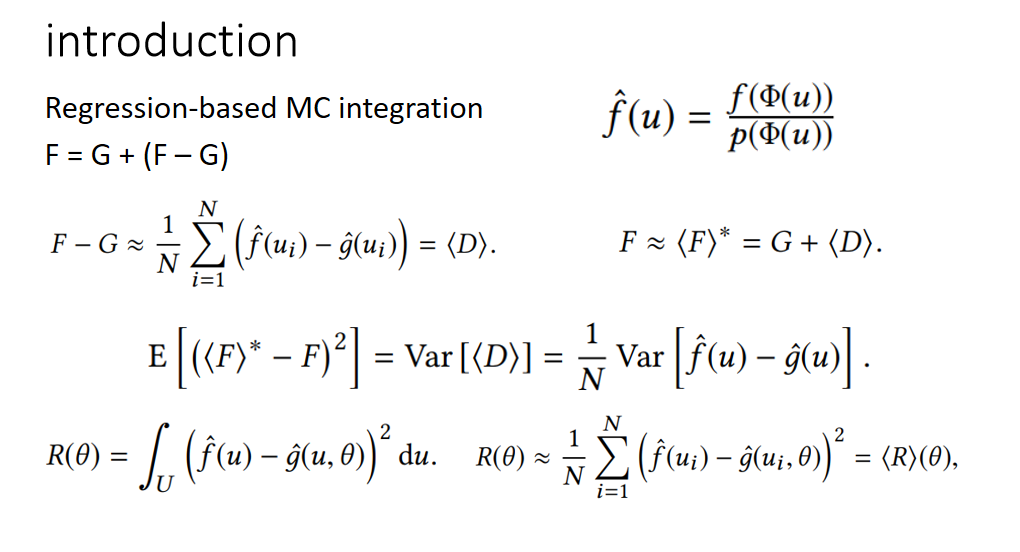 introduction
Regression-based MC integration
F = G + (F – G)
f̂(u) = f(Φ(u)) / p(Φ(u))
F − G ≈ 1/N ∑_{i=1}^{N} (f̂(u_i) − ĝ(u_i)) = ⟨D⟩.
F ≈ ⟨F⟩* = G + ⟨D⟩.
E[(⟨F⟩* − F)²] = Var[⟨D⟩] = 1/N Var[f̂(u) − ĝ(u)].
R(θ) = ∫_U (f̂(u) − ĝ(u, θ))² du.
R(θ) ≈ 1/N ∑_{i=1}^{N} (f̂(u_i) − ĝ(u_i, θ))² = ⟨R⟩(θ),